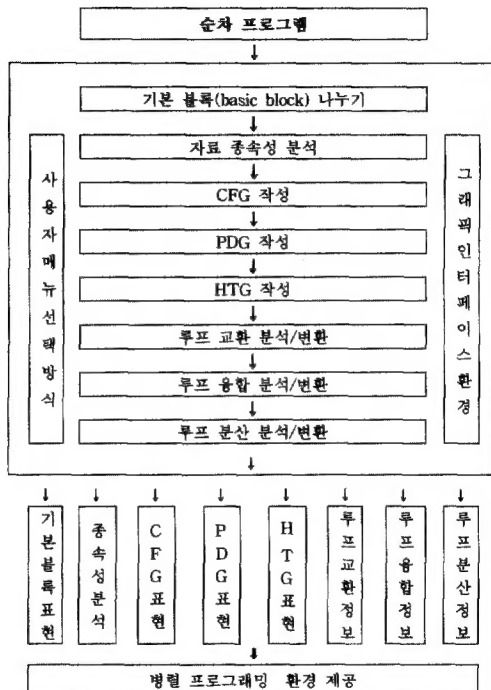 순차 프로그램
기본 블록(basic block) 나누기
자료 종속성 분석
CFG 작성
PDG 작성
HTG 작성
루프 교환 분석/변환
루프 융합 분석/변환
루프 분산 분석/변환
사용자메뉴선택방식
그래픽인터페이스환경
기본블록표현
종속성분석
CFG표현
PDG표현
HTG표현
루프교환정보
루프융합정보
루프분산정보
병렬 프로그래밍 환경 제공